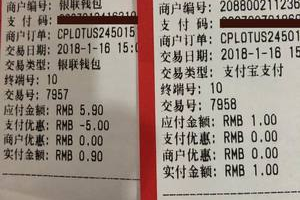 商户编号: 银联钱包
支 付 码:
商户订单: CPLOTUS245015
交易日期: 2018-1-16 15:0
交易类型: 银联钱包
终端号: 10
交易号: 7957
应付金额: RMB 5.90
支付优惠: RMB -5.00
商户优惠: RMB 0.00
实付金额: RMB 0.90
商户编号: 2088002112363
支 付 码:
商户订单: CPLOTUS245015
交易日期: 2018-1-16 15
交易类型: 支付宝支付
终端号: 10
交易号: 7958
应付金额: RMB 1.00
支付优惠: RMB 0.00
商户优惠: RMB 0.00
实付金额: RMB 1.00